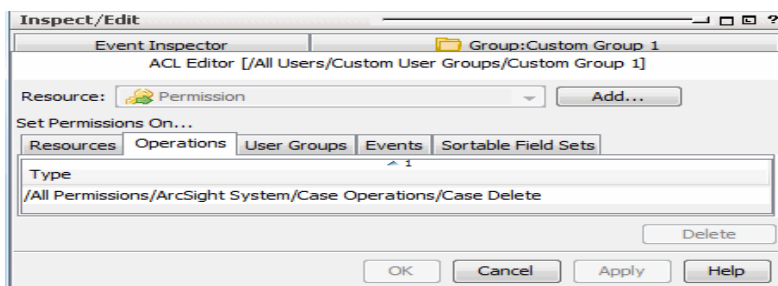 Inspect/Edit ?
Event Inspector Group:Custom Group 1
ACL Editor [/All Users/Custom User Groups/Custom Group 1]
Resource: Permission Add...
Set Permissions On...
Resources Operations User Groups Events Sortable Field Sets
1
Type
/All Permissions/ArcSight System/Case Operations/Case Delete
Delete
OK Cancel Apply Help